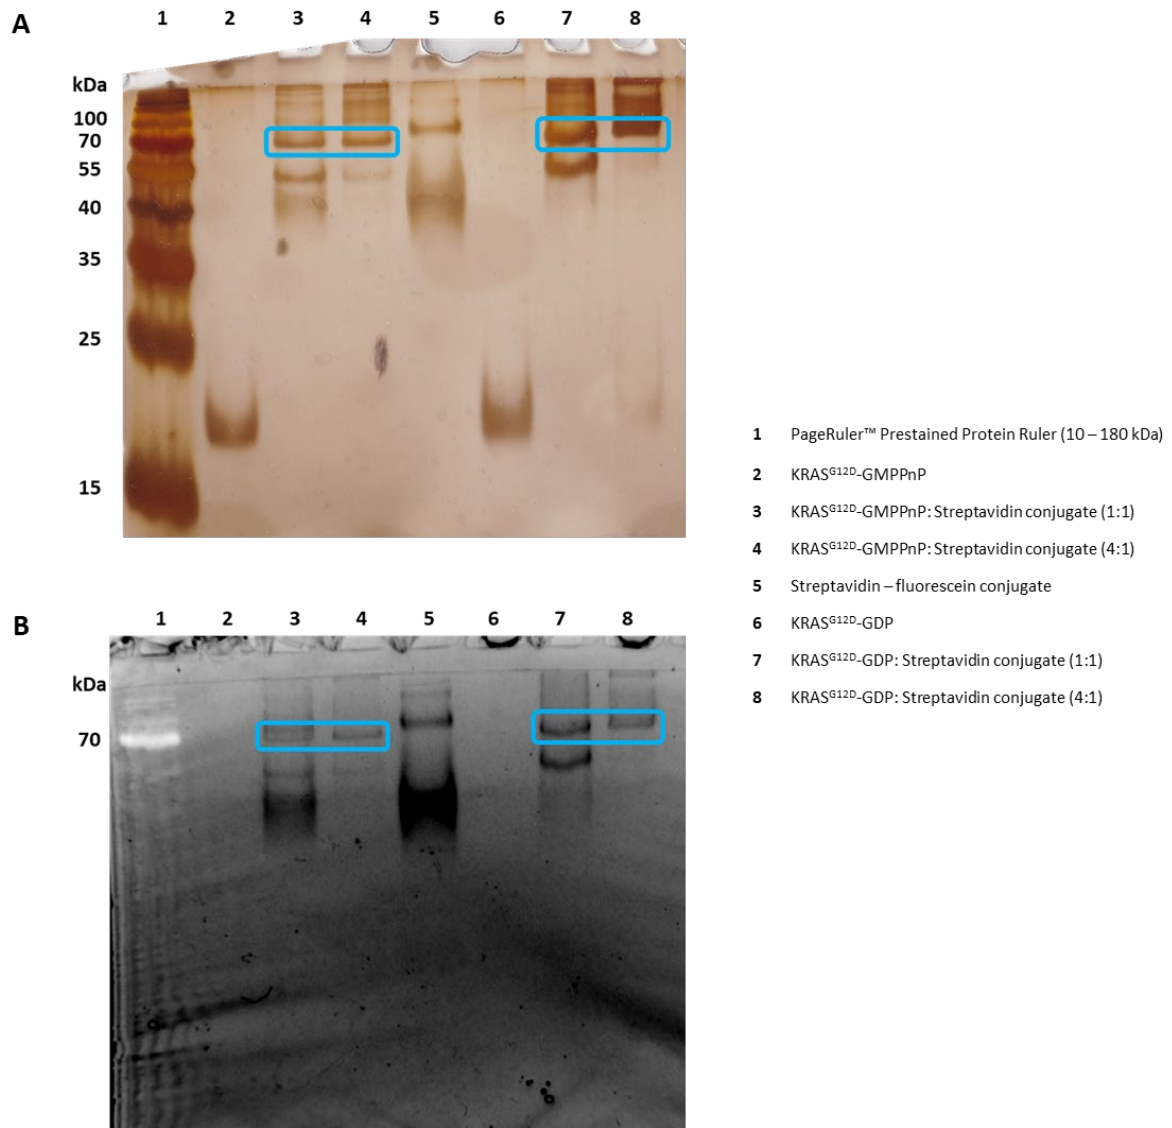 A
1 2 3 4 5 6 7 8
kDa
100
70
55
40
35
25
15
1 PageRuler™ Prestained Protein Ruler (10 – 180 kDa)
2 KRASᴳ¹²ᴰ-GMPPnP
3 KRASᴳ¹²ᴰ-GMPPnP: Streptavidin conjugate (1:1)
4 KRASᴳ¹²ᴰ-GMPPnP: Streptavidin conjugate (4:1)
5 Streptavidin – fluorescein conjugate
6 KRASᴳ¹²ᴰ-GDP
7 KRASᴳ¹²ᴰ-GDP: Streptavidin conjugate (1:1)
8 KRASᴳ¹²ᴰ-GDP: Streptavidin conjugate (4:1)
B
1 2 3 4 5 6 7 8
kDa
70